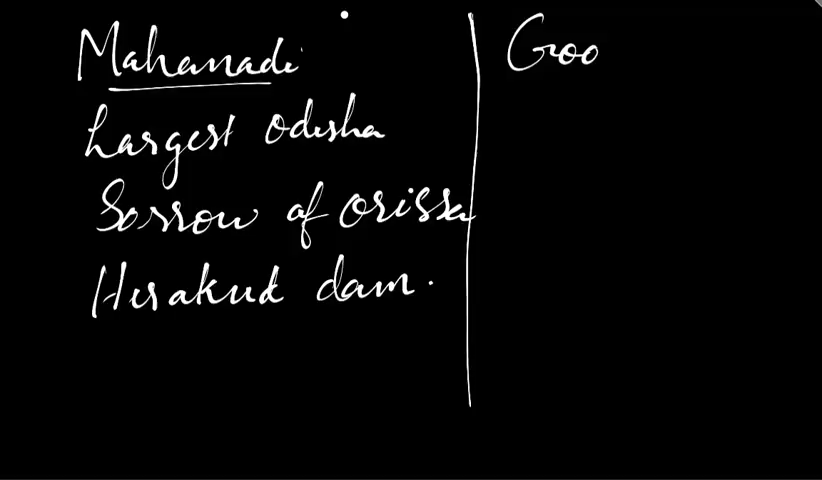 Mahanadi
Largest Odisha
Sorrow of Orissa
Hirakud dam.
Goo